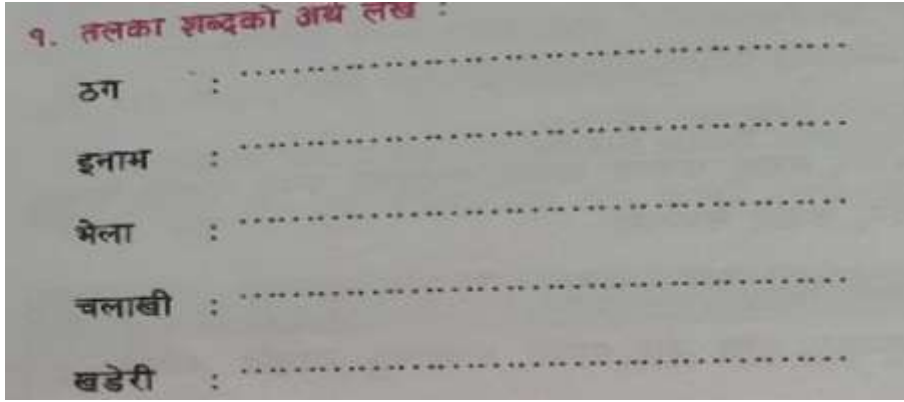 १. तलका शब्दको अर्थ लेख :
ठग : ................................................
इनाम : ................................................
भेला : ................................................
चलाखी : ................................................
खडेरी : ................................................